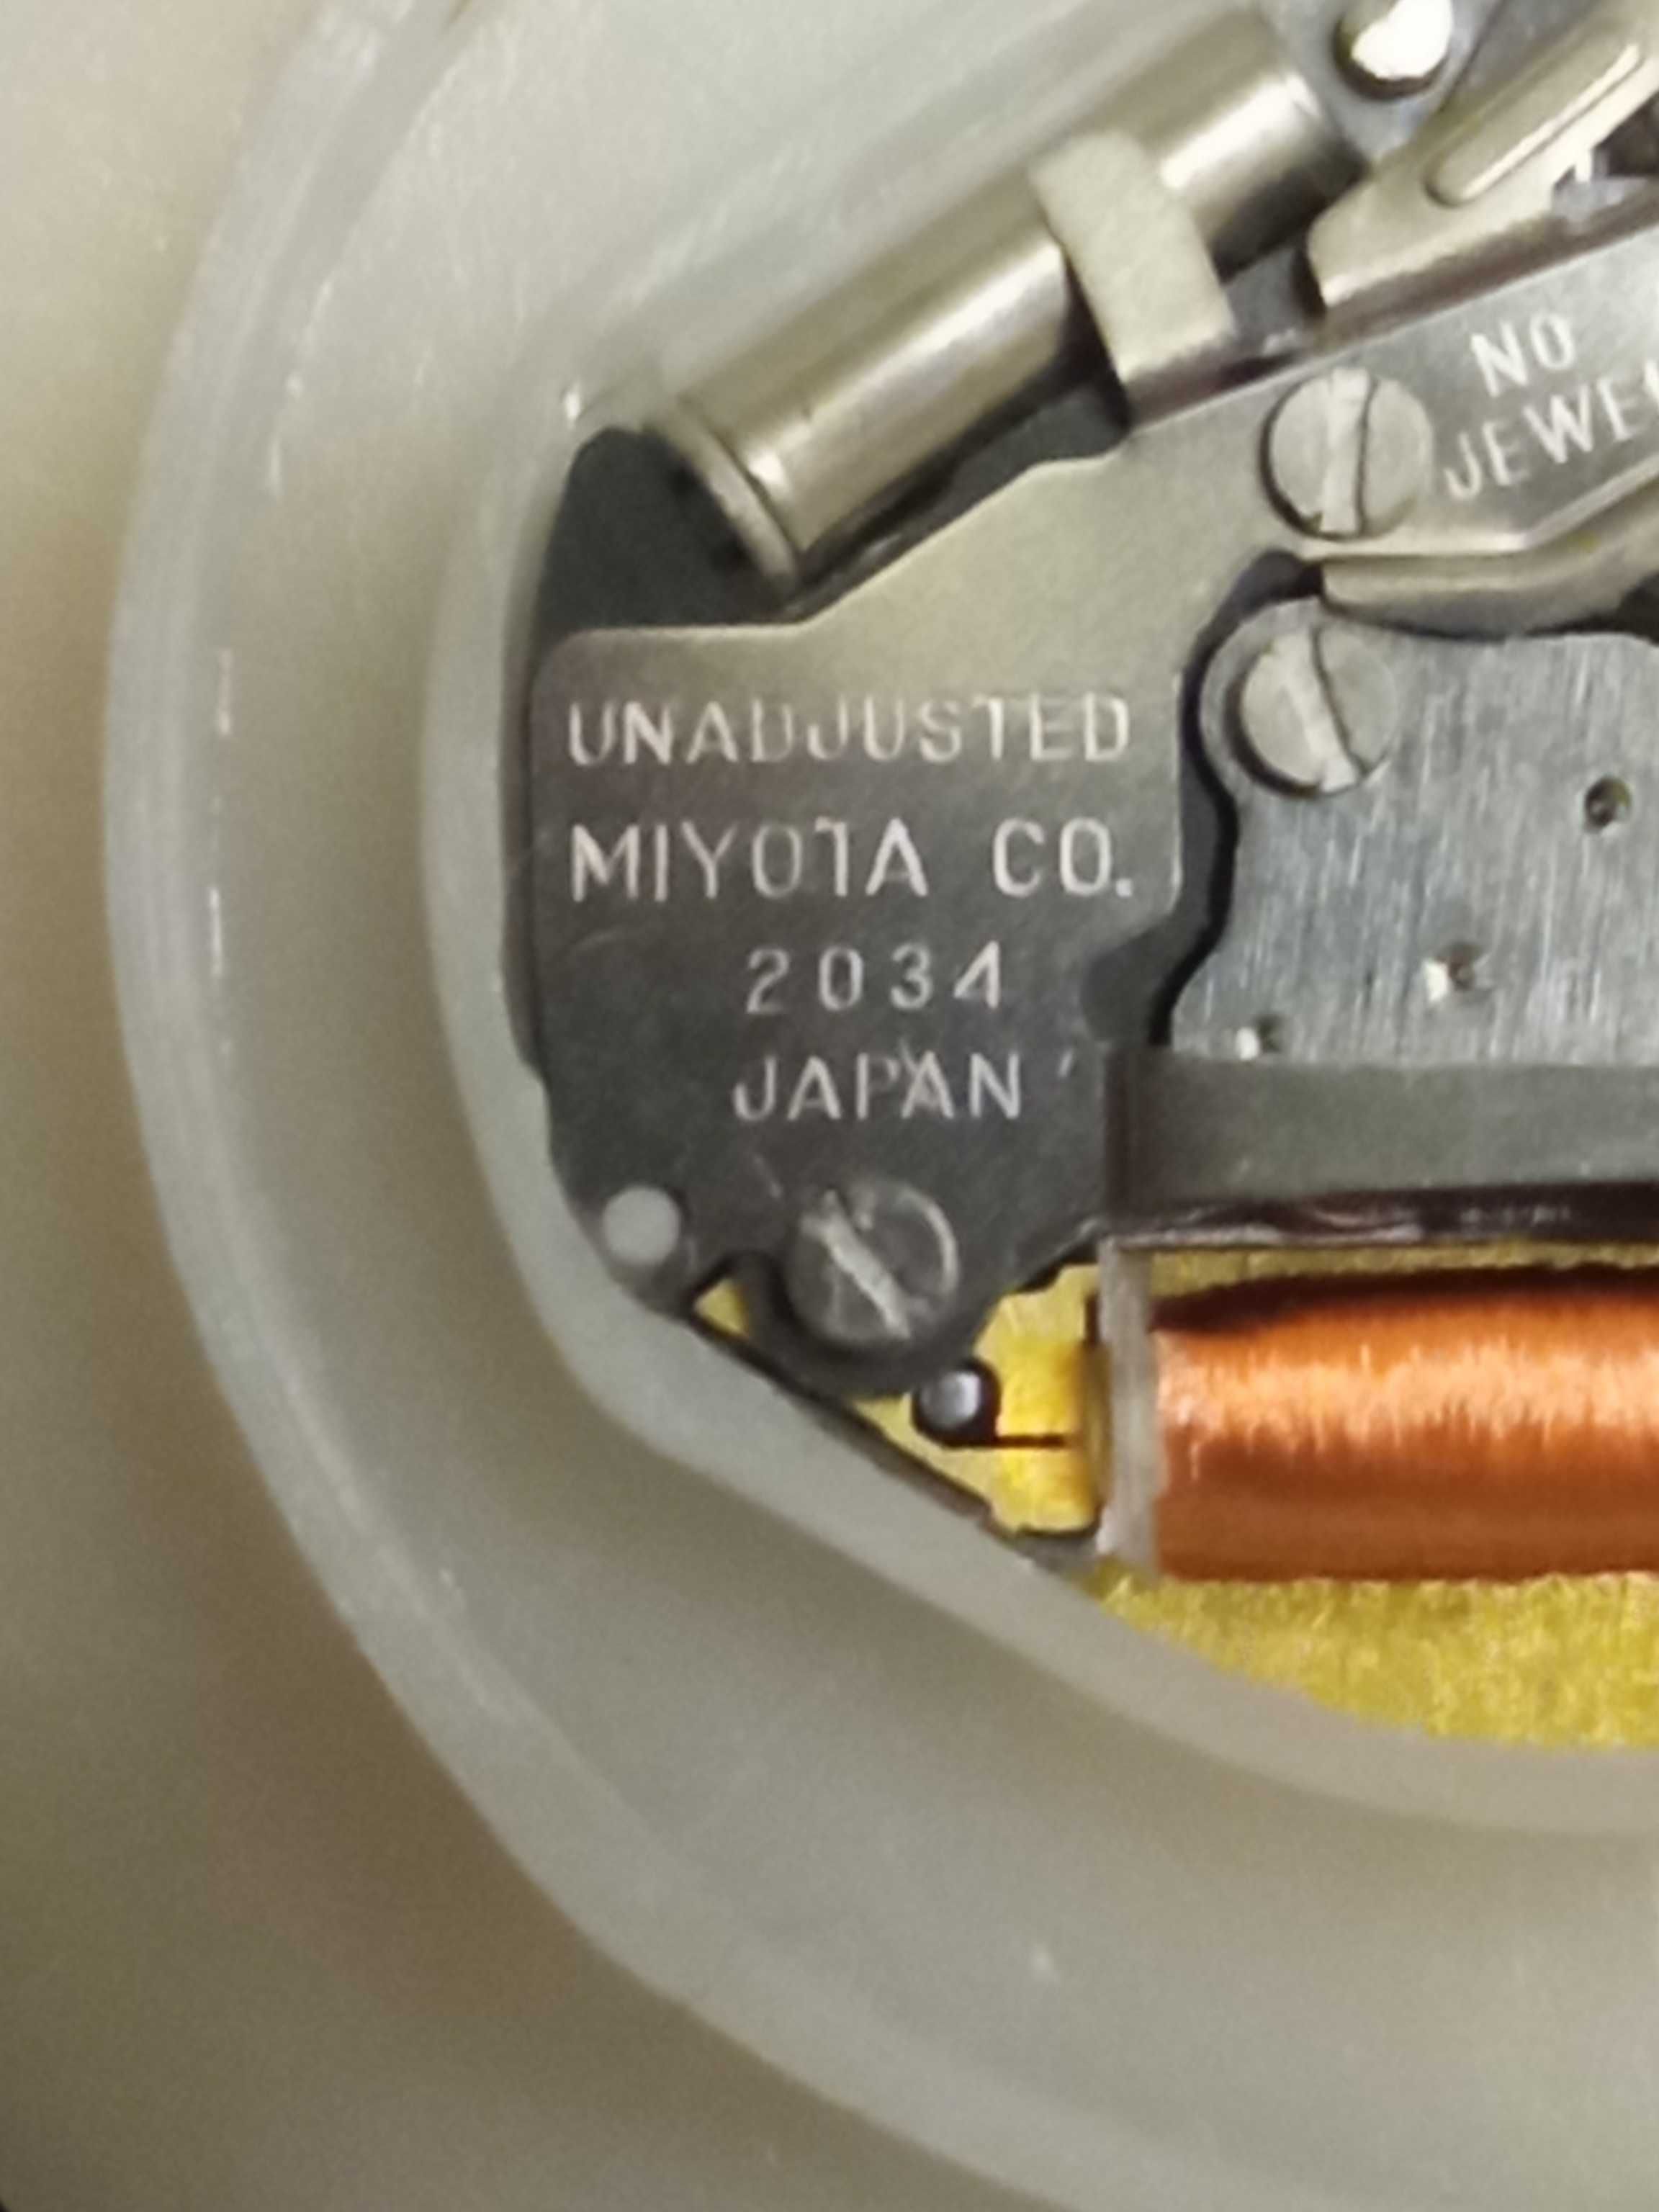 NO
UNADJUSTED
MIYOTA CO.
2034
JAPAN